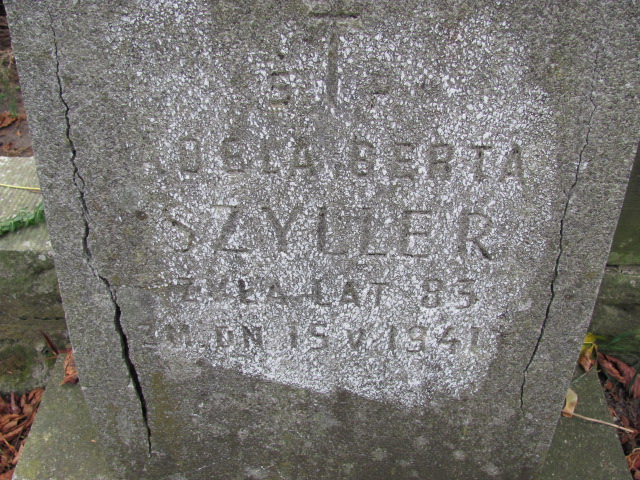 Ś P
ADELA BERTA
SZYLLER
ŻYŁA LAT 83
ZM. DN 15 V 1941